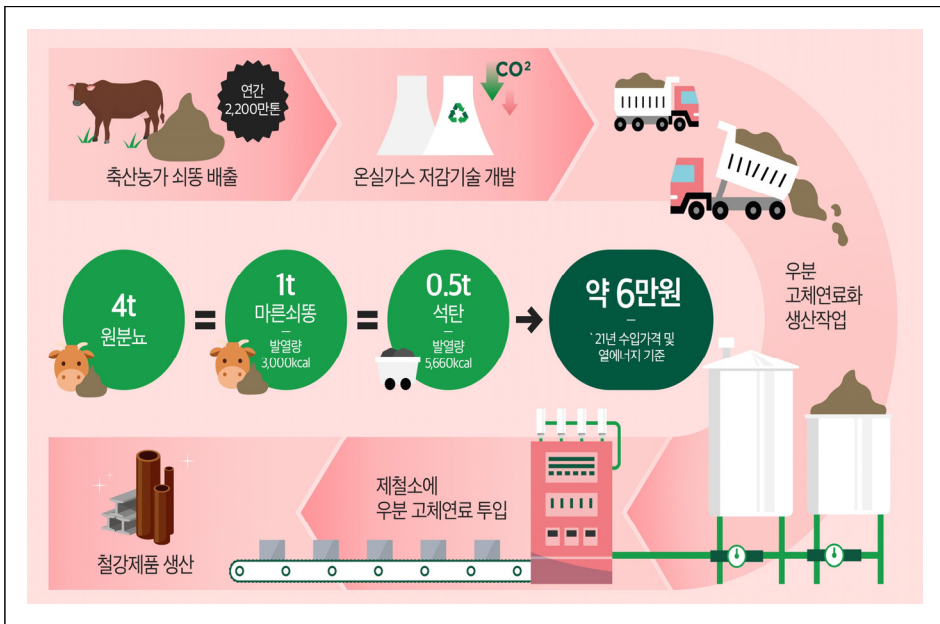 연간
2,200만톤
축산농가 쇠똥 배출
CO²
온실가스 저감기술 개발
우분
고체연료화
생산작업
4t
원분뇨
=
1t
마른쇠똥
–
발열량
3,000kcal
=
0.5t
석탄
–
발열량
5,660kcal
약 6만원
–
`21년 수입가격 및
열에너지 기준
제철소에
우분 고체연료 투입
철강제품 생산